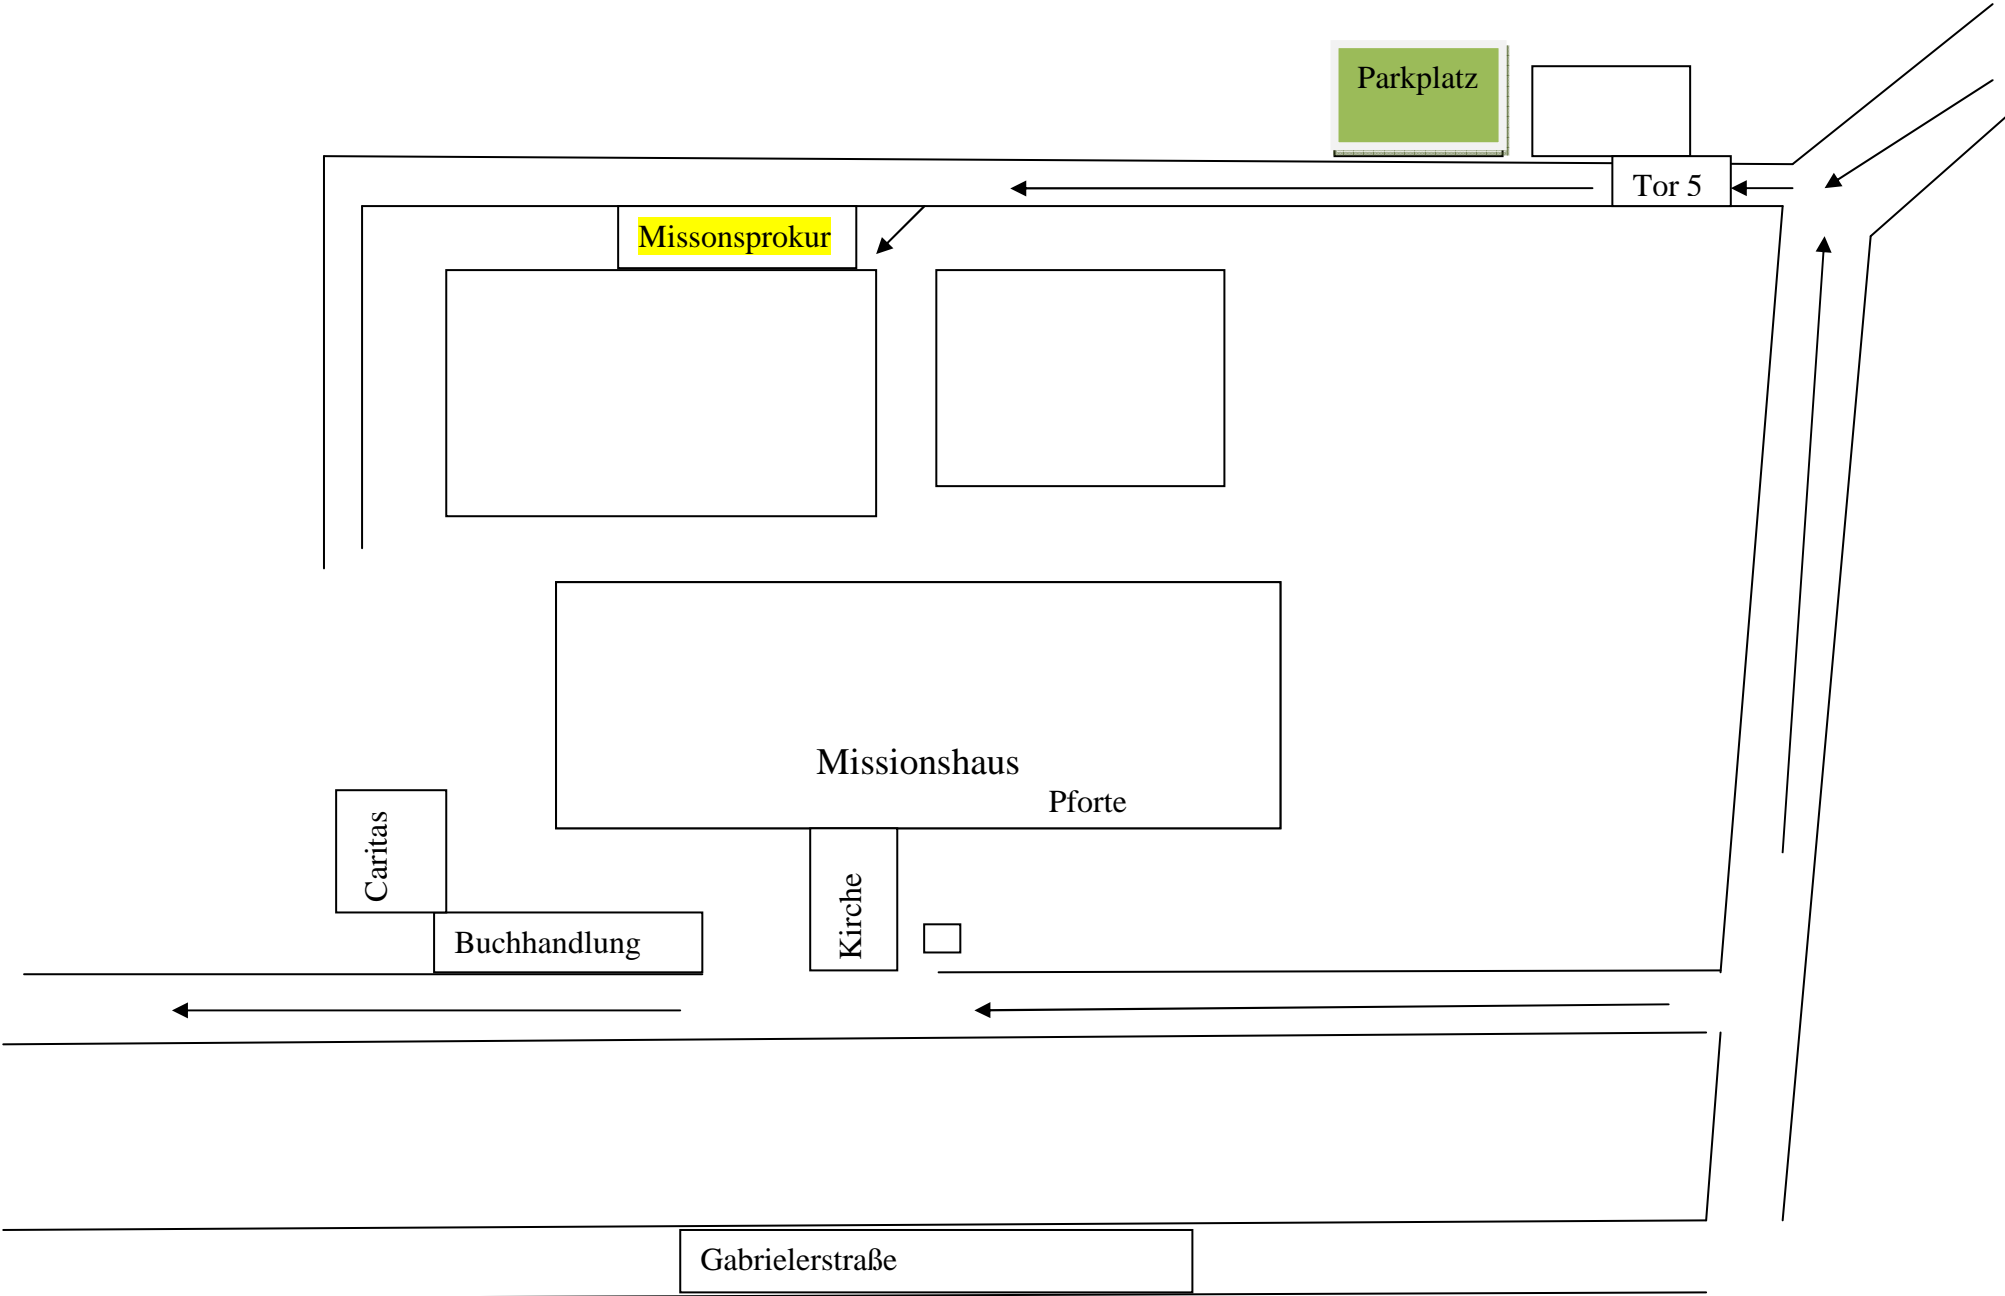 Parkplatz
Tor 5
Missonsprokur
Missionshaus
Pforte
Caritas
Kirche
Buchhandlung
Gabrielerstraße